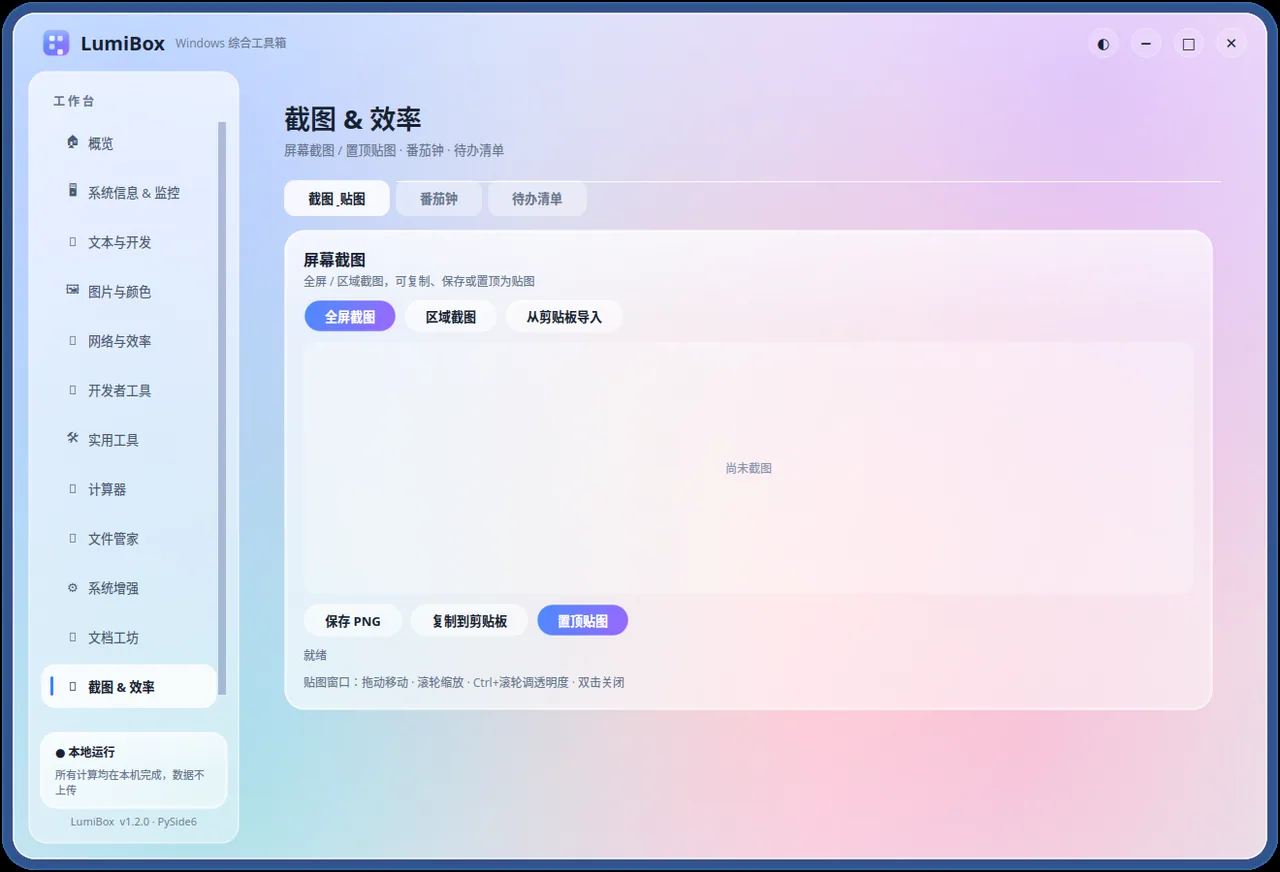 LumiBox Windows 综合工具箱
工作台
概览
系统信息 & 监控
文本与开发
图片与颜色
网络与效率
开发者工具
实用工具
计算器
文件管家
系统增强
文档工坊
截图 & 效率
本地运行
所有计算均在本机完成，数据不
上传
LumiBox v1.2.0 · PySide6
截图 & 效率
屏幕截图 / 置顶贴图 · 番茄钟 · 待办清单
截图_贴图 番茄钟 待办清单
屏幕截图
全屏 / 区域截图，可复制、保存或置顶为贴图
全屏截图 区域截图 从剪贴板导入
尚未截图
保存 PNG 复制到剪贴板 置顶贴图
就绪
贴图窗口：拖动移动 · 滚轮缩放 · Ctrl+滚轮调透明度 · 双击关闭